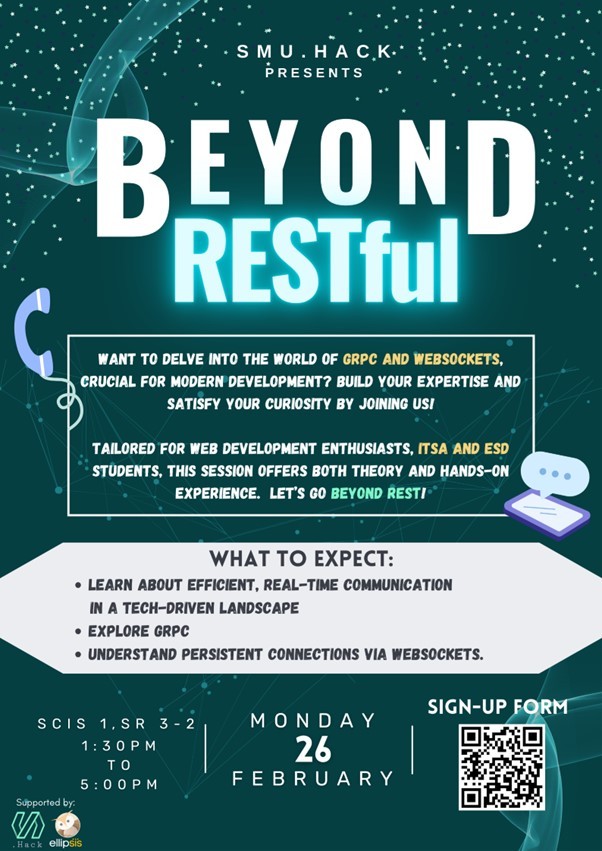 SMU.HACK
PRESENTS
BEYOND
RESTful
WANT TO DELVE INTO THE WORLD OF GRPC AND WEBSOCKETS,
CRUCIAL FOR MODERN DEVELOPMENT? BUILD YOUR EXPERTISE AND
SATISFY YOUR CURIOSITY BY JOINING US!
TAILORED FOR WEB DEVELOPMENT ENTHUSIASTS, ITSA AND ESD
STUDENTS, THIS SESSION OFFERS BOTH THEORY AND HANDS-ON
EXPERIENCE. LET'S GO BEYOND REST!
WHAT TO EXPECT:
• LEARN ABOUT EFFICIENT, REAL-TIME COMMUNICATION
IN A TECH-DRIVEN LANDSCAPE
• EXPLORE GRPC
• UNDERSTAND PERSISTENT CONNECTIONS VIA WEBSOCKETS.
SCIS 1,SR 3-2
1:30PM
TO
5:00PM
MONDAY
26
FEBRUARY
SIGN-UP FORM
Supported by:
.Hack
ellipsis